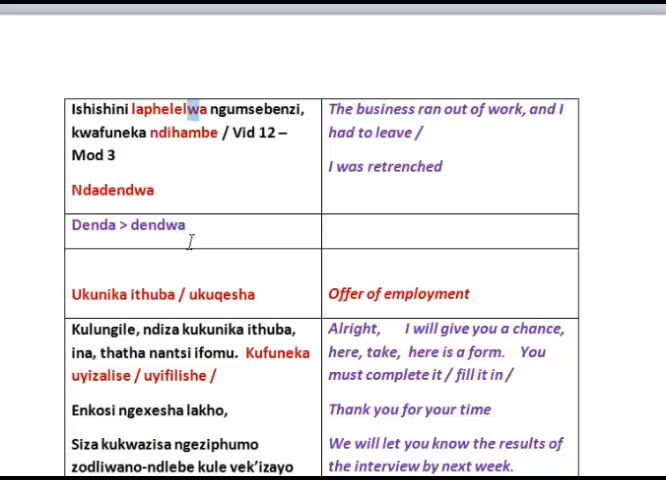 Ishishini laphelelwa ngumsebenzi,
kwafuneka ndihambe / Vid 12 –
Mod 3
Ndadendwa
The business ran out of work, and I
had to leave /
I was retrenched
Denda > dendwa
Ukunika ithuba / ukuqesha
Offer of employment
Kulungile, ndiza kukunika ithuba,
ina, thatha nantsi ifomu. Kufuneka
uyizalise / uyifilishe /
Enkosi ngexesha lakho,
Siza kukwazisa ngeziphumo
zodliwano-ndlebe kule vek’izayo
Alright, I will give you a chance,
here, take, here is a form. You
must complete it / fill it in /
Thank you for your time
We will let you know the results of
the interview by next week.